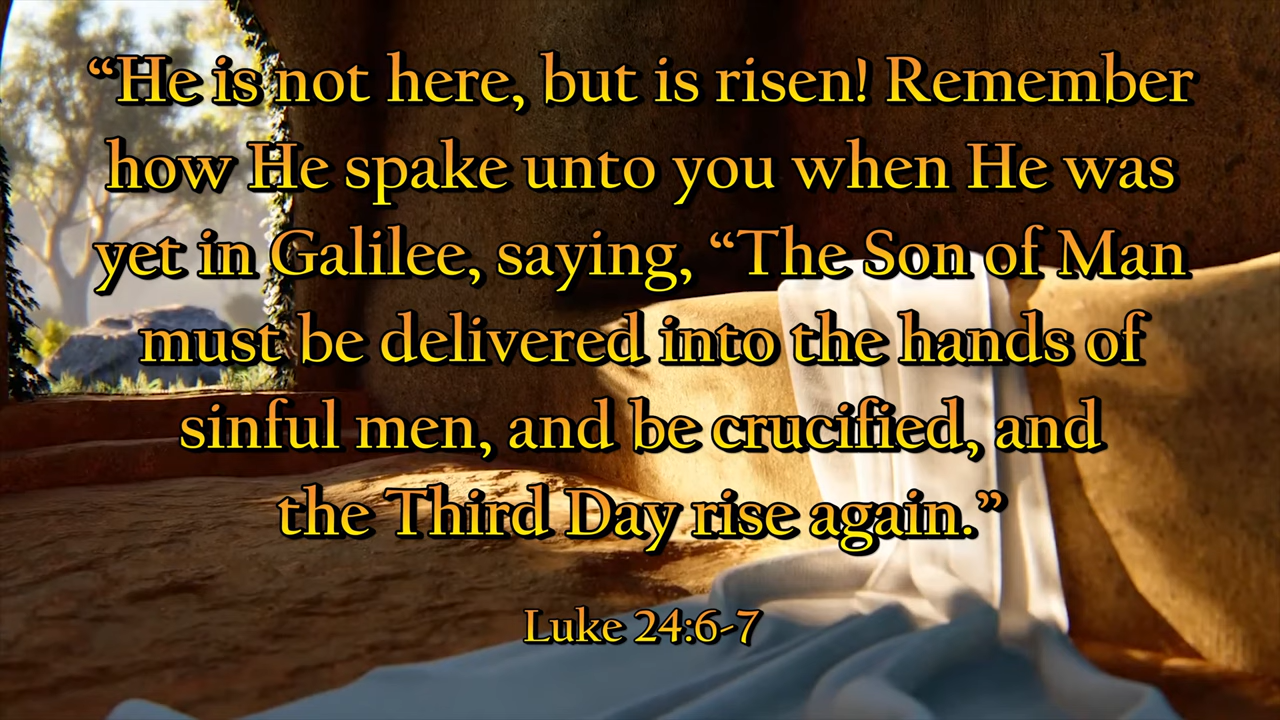 “He is not here, but is risen! Remember
how He spake unto you when He was
yet in Galilee, saying, “The Son of Man
must be delivered into the hands of
sinful men, and be crucified, and
the Third Day rise again.”
Luke 24:6-7